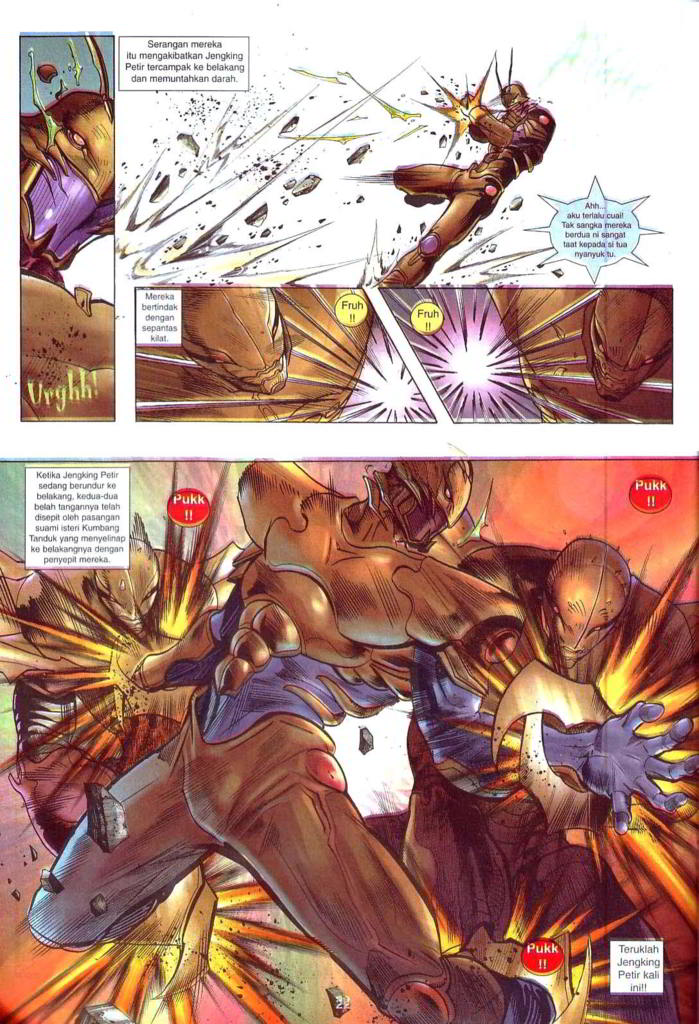 Serangan mereka
itu mengakibatkan Jengking
Petir tercampak ke belakang
dan memuntahkan darah.
Ahh...
aku terlalu cuai!
Tak sangka mereka
berdua ni sangat
taat kepada si tua
nyanyuk tu.
Urghh!
Mereka
bertindak
dengan
sepantas
kilat.
Fruh
!!
Fruh
!!
Ketika Jengking Petir
sedang berundur ke
belakang, kedua-dua
belah tangannya telah
disepit oleh pasangan
suami isteri Kumbang
Tanduk yang menyelinap
ke belakangnya dengan
penyepit mereka.
Pukk
!!
Pukk
!!
Pukk
!!
Teruklah
Jengking
Petir kali
ini!!
22